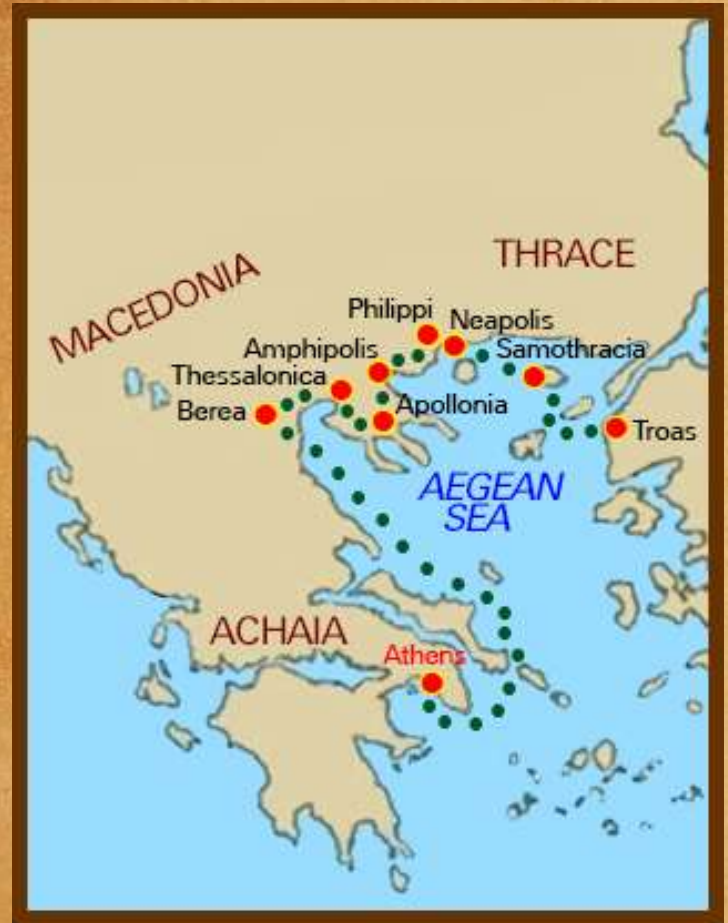 THRACE
MACEDONIA
Philippi
Neapolis
Amphipolis
Samothracia
Thessalonica
Berea
Apollonia
Troas
AEGEAN
SEA
ACHAIA
Athens